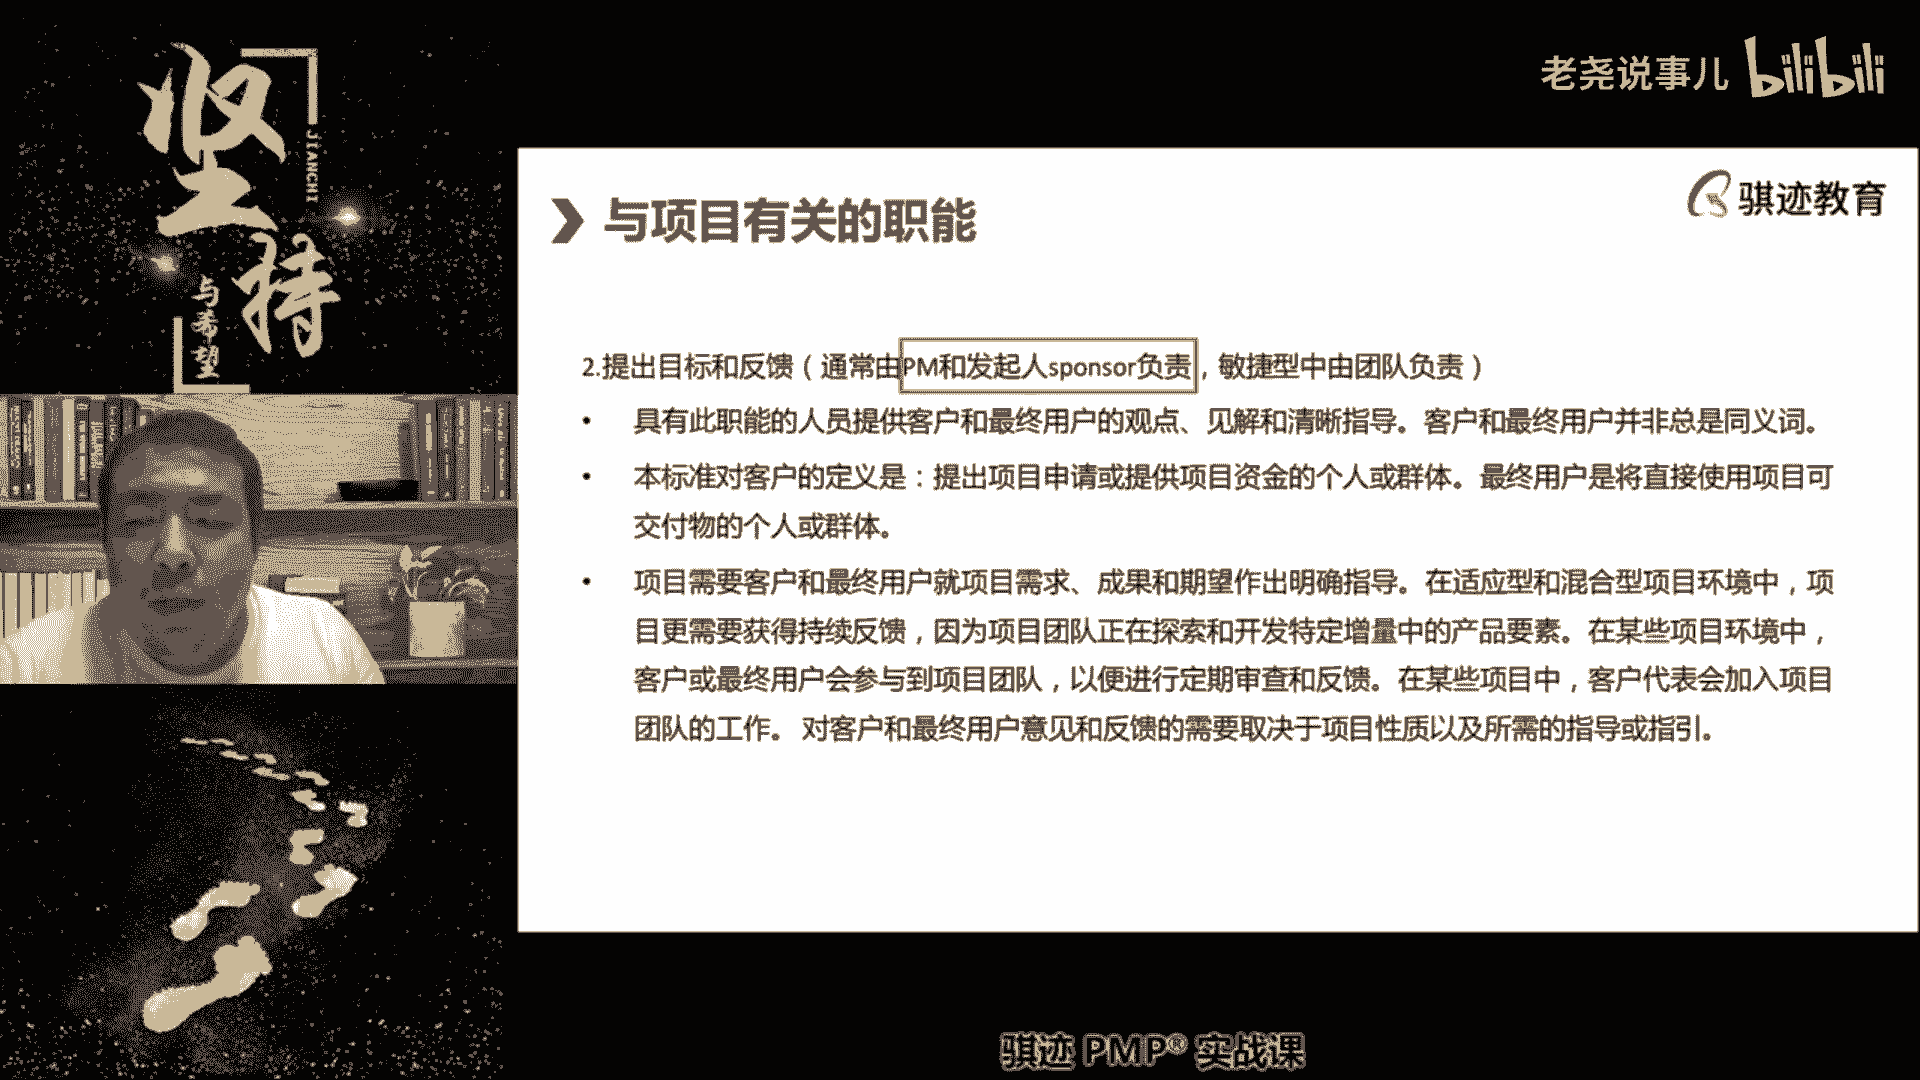 坚持
JIANCHI
与希望
老尧说事儿 bilibili
骐迹教育
与项目有关的职能
2.提出目标和反馈（通常由PM和发起人sponsor负责，敏捷型中由团队负责）
• 具有此职能的人员提供客户和最终用户的观点、见解和清晰指导。客户和最终用户并非总是同义词。
• 本标准对客户的定义是：提出项目申请或提供项目资金的个人或群体。最终用户是将直接使用项目可
交付物的个人或群体。
• 项目需要客户和最终用户就项目需求、成果和期望作出明确指导。在适应型和混合型项目环境中，项
目更需要获得持续反馈，因为项目团队正在探索和开发特定增量中的产品要素。在某些项目环境中，
客户或最终用户会参与到项目团队，以便进行定期审查和反馈。在某些项目中，客户代表会加入项目
团队的工作。 对客户和最终用户意见和反馈的需要取决于项目性质以及所需的指导或指引。
骐迹 PMP® 实战课